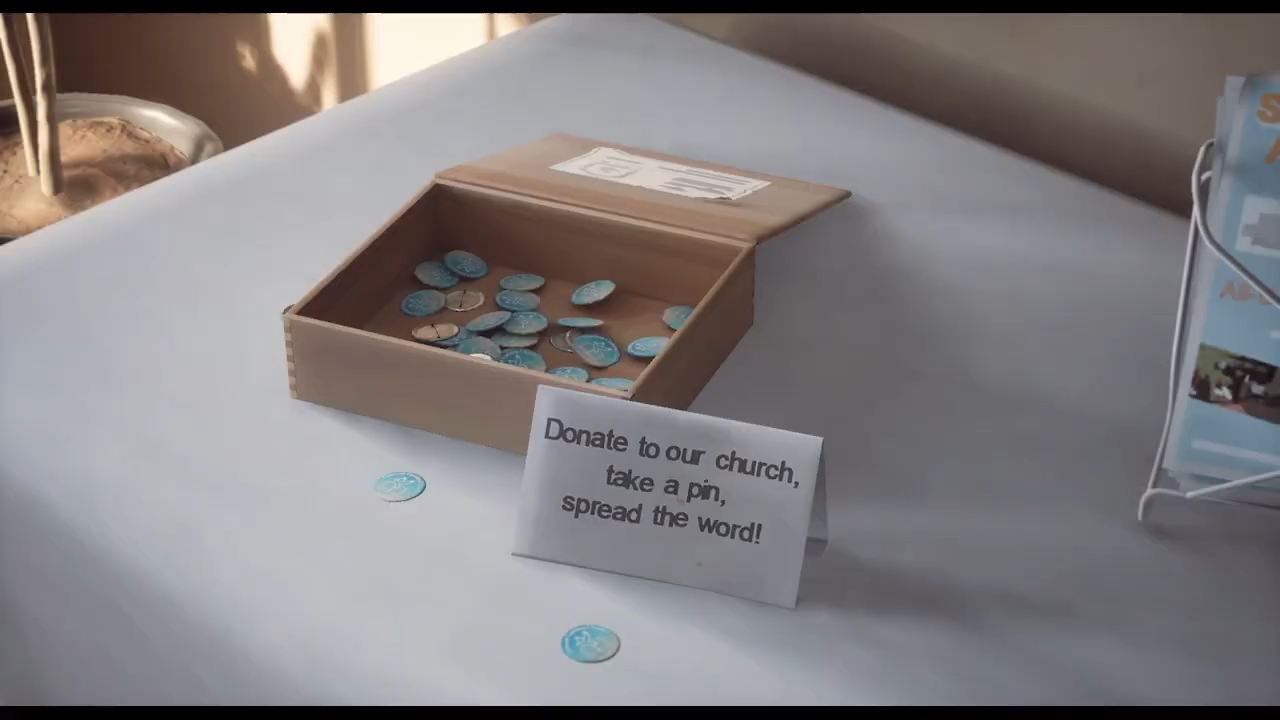 Donate to our church,
take a pin,
spread the word!